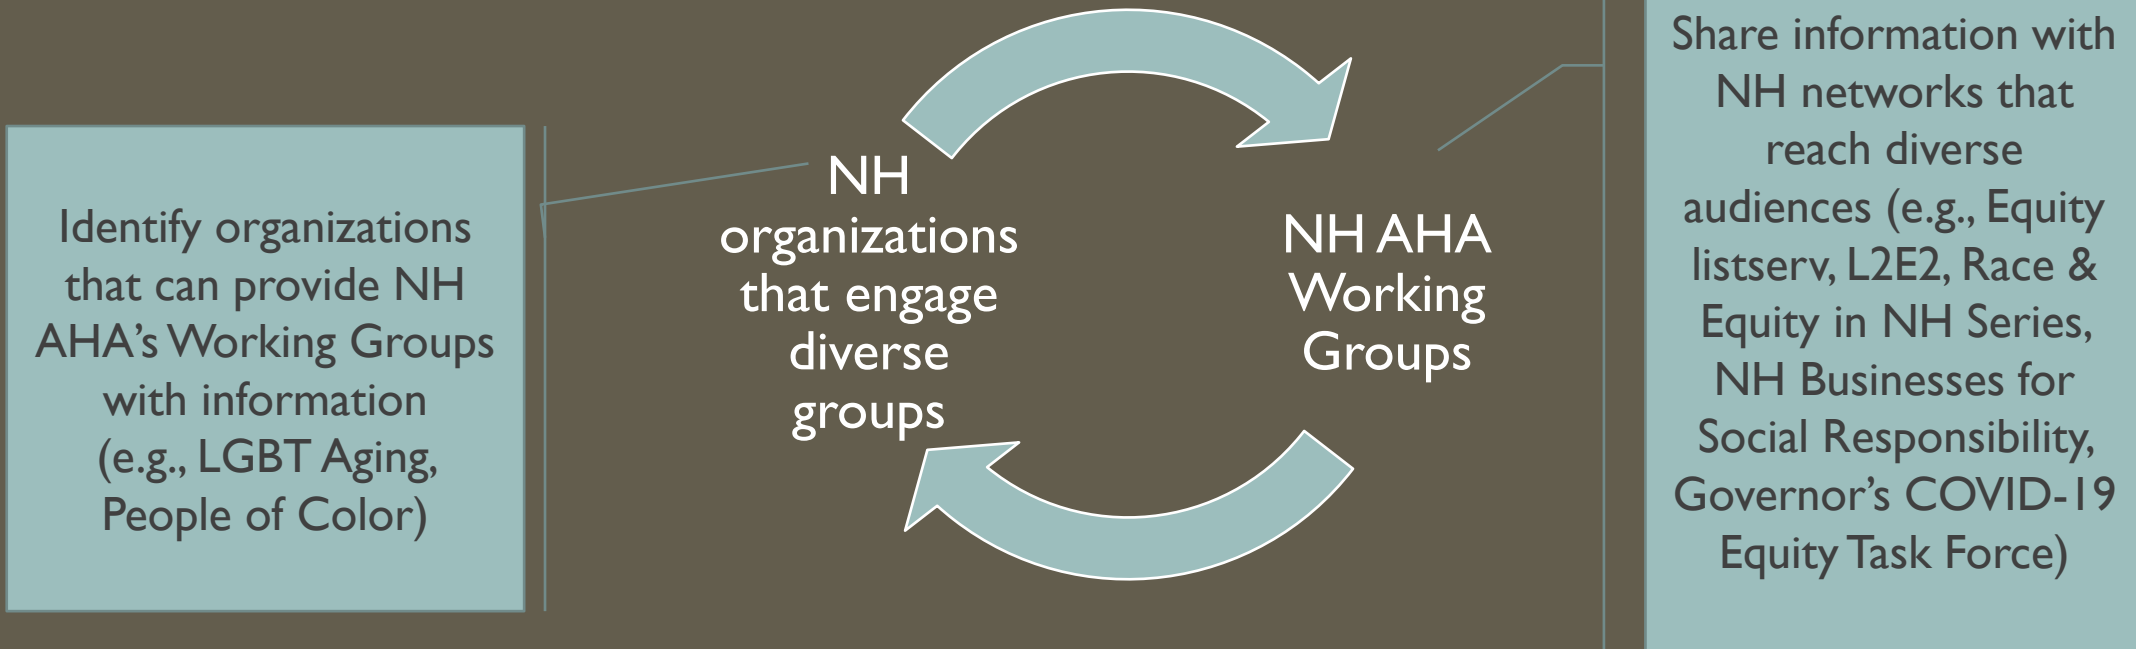 Identify organizations
that can provide NH
AHA’s Working Groups
with information
(e.g., LGBT Aging,
People of Color)
NH
organizations
that engage
diverse
groups
NH AHA
Working
Groups
Share information with
NH networks that
reach diverse
audiences (e.g., Equity
listserv, L2E2, Race &
Equity in NH Series,
NH Businesses for
Social Responsibility,
Governor’s COVID-19
Equity Task Force)